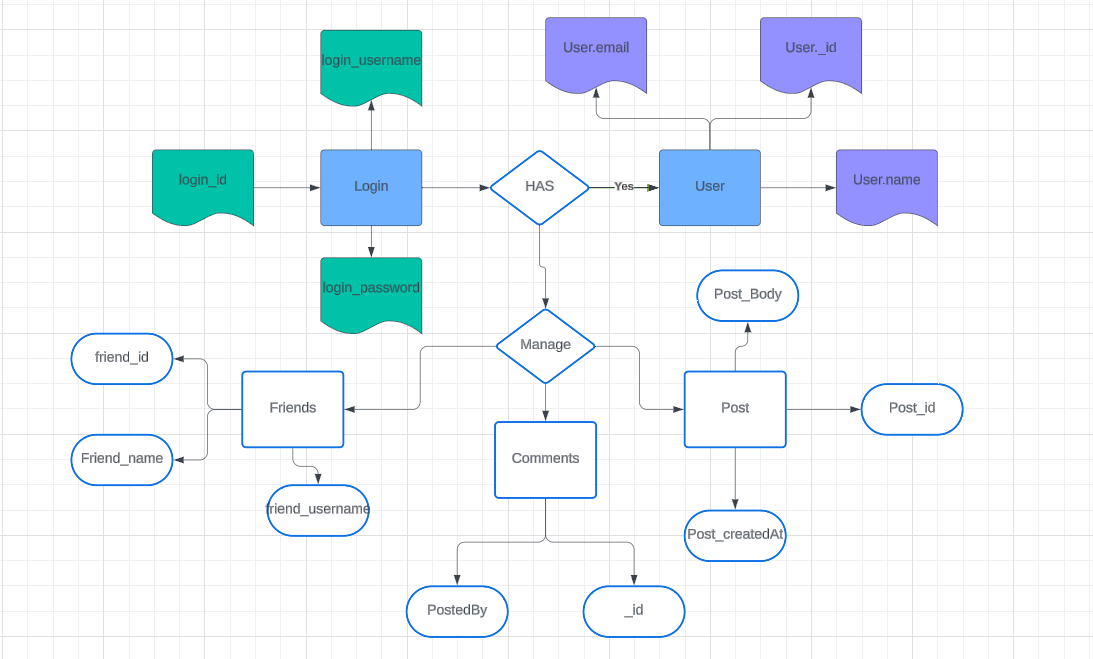 User.email
User._id
login_username
login_id
Login
HAS
Yes
User
User.name
login_password
Post_Body
Manage
friend_id
Friends
Post
Post_id
Friend_name
Comments
friend_username
Post_createdAt
PostedBy
_id